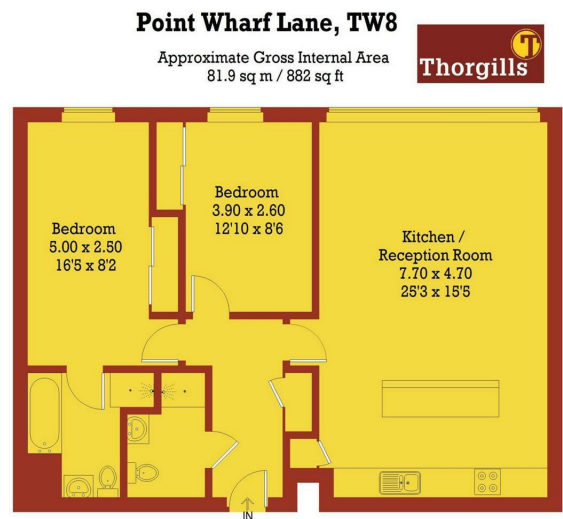 Point Wharf Lane, TW8
Approximate Gross Internal Area
81.9 sq m / 882 sq ft
T
Thorgills
Bedroom
5.00 x 2.50
16'5 x 8'2
Bedroom
3.90 x 2.60
12'10 x 8'6
Kitchen /
Reception Room
7.70 x 4.70
25'3 x 15'5
IN